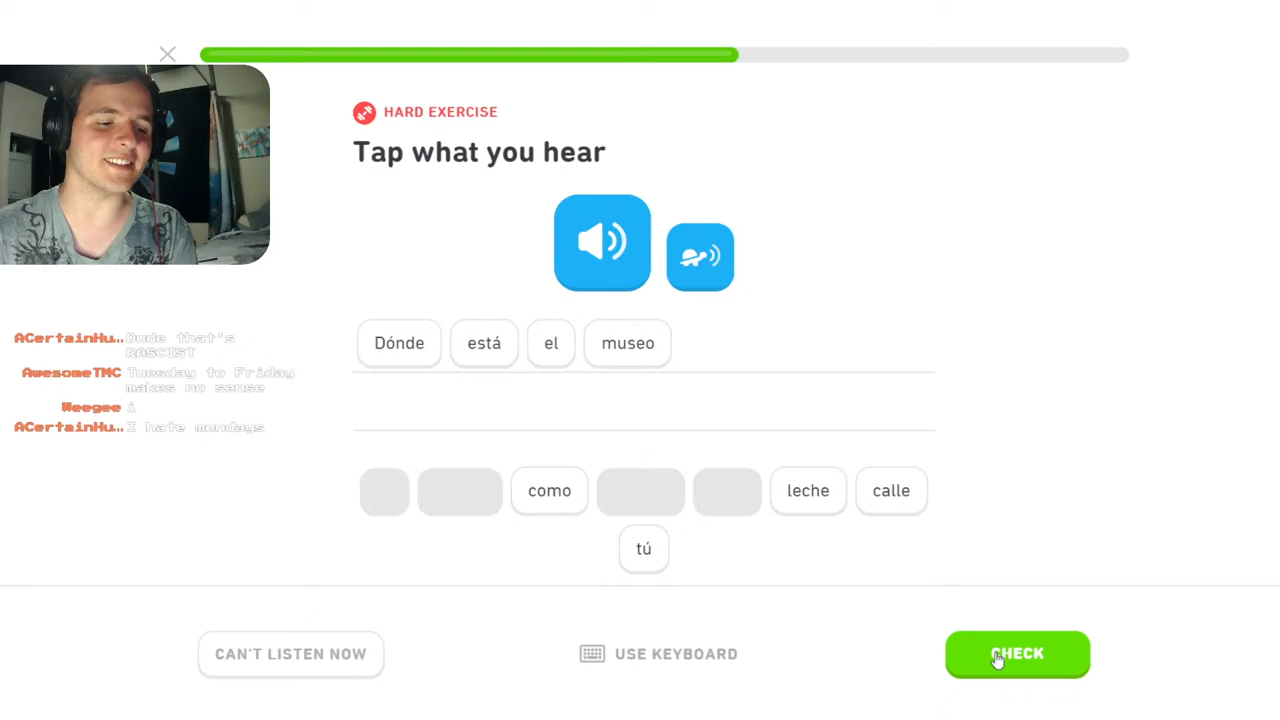 HARD EXERCISE
Tap what you hear
Dónde está el museo
ACertainHu... Dude that's
RASCIST
AwesomeTMC Tuesday to Friday
makes no sense
Weegee i
ACertainHu... I hate mondays
como leche calle
tú
CAN'T LISTEN NOW USE KEYBOARD CHECK